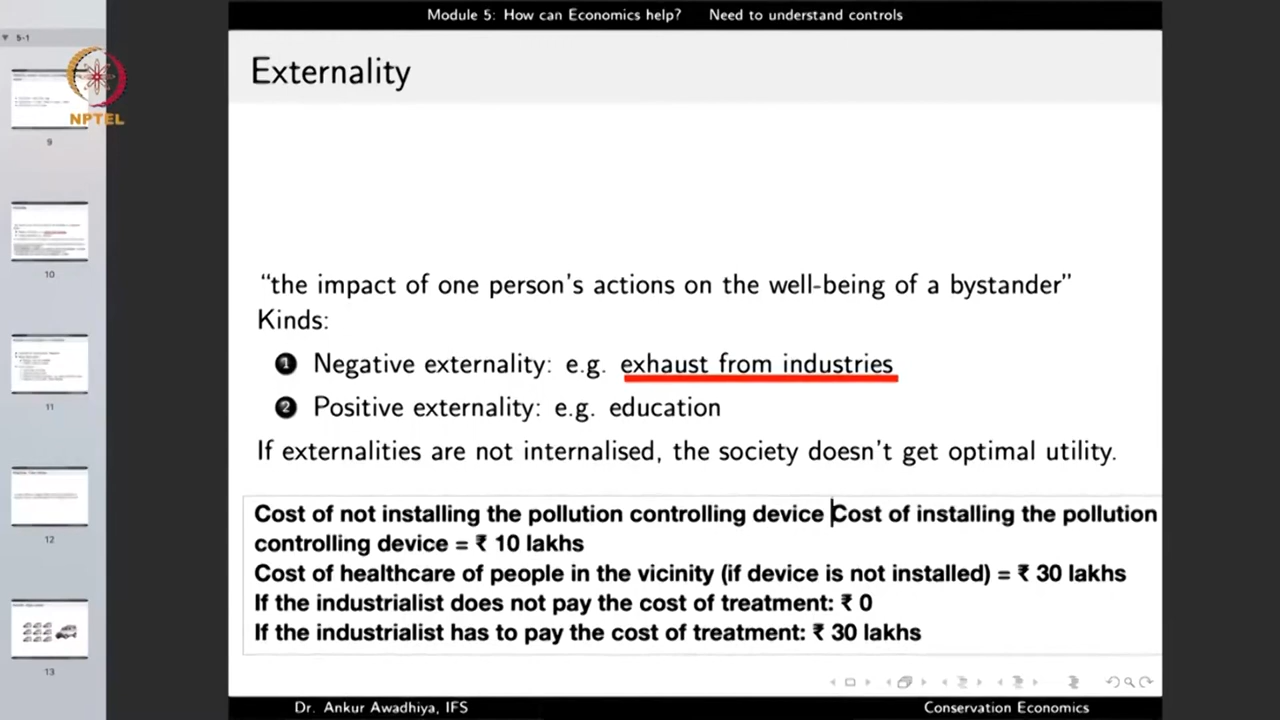 Module 5: How can Economics help? Need to understand controls
5-1
NPTEL
Externality
9
10
11
12
13
"the impact of one person's actions on the well-being of a bystander"
Kinds:
1 Negative externality: e.g. exhaust from industries
2 Positive externality: e.g. education
If externalities are not internalised, the society doesn't get optimal utility.
Cost of not installing the pollution controlling device Cost of installing the pollution
controlling device = ₹ 10 lakhs
Cost of healthcare of people in the vicinity (if device is not installed) = ₹ 30 lakhs
If the industrialist does not pay the cost of treatment: ₹ 0
If the industrialist has to pay the cost of treatment: ₹ 30 lakhs
Dr. Ankur Awadhiya, IFS Conservation Economics